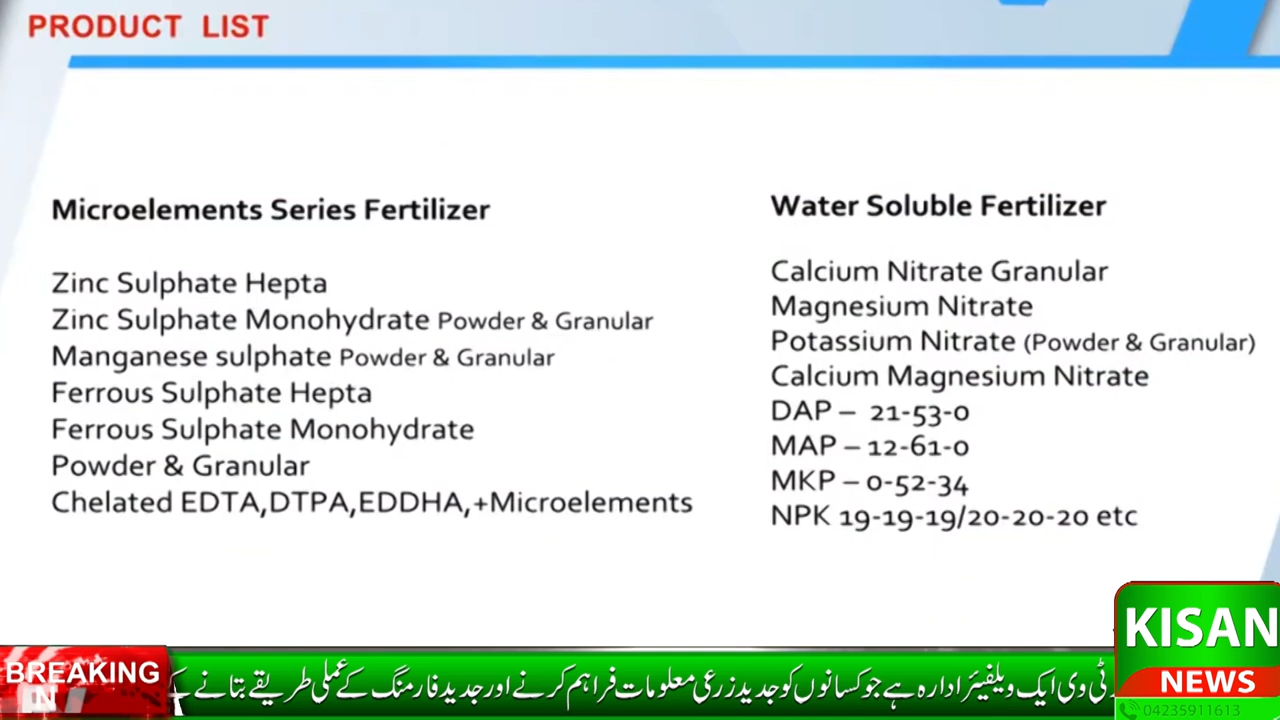 PRODUCT LIST
Microelements Series Fertilizer
Zinc Sulphate Hepta
Zinc Sulphate Monohydrate Powder & Granular
Manganese sulphate Powder & Granular
Ferrous Sulphate Hepta
Ferrous Sulphate Monohydrate
Powder & Granular
Chelated EDTA,DTPA,EDDHA,+Microelements
Water Soluble Fertilizer
Calcium Nitrate Granular
Magnesium Nitrate
Potassium Nitrate (Powder & Granular)
Calcium Magnesium Nitrate
DAP – 21-53-0
MAP – 12-61-0
MKP – 0-52-34
NPK 19-19-19/20-20-20 etc
KISAN
NEWS
04235911613
BREAKING
N
ٹی وی ایک ویلفیئر ادارہ ہے جو کسانوں کو جدید زرعی معلومات فراہم کرنے اور جدید فارمنگ کے عملی طریقے بتانے کے